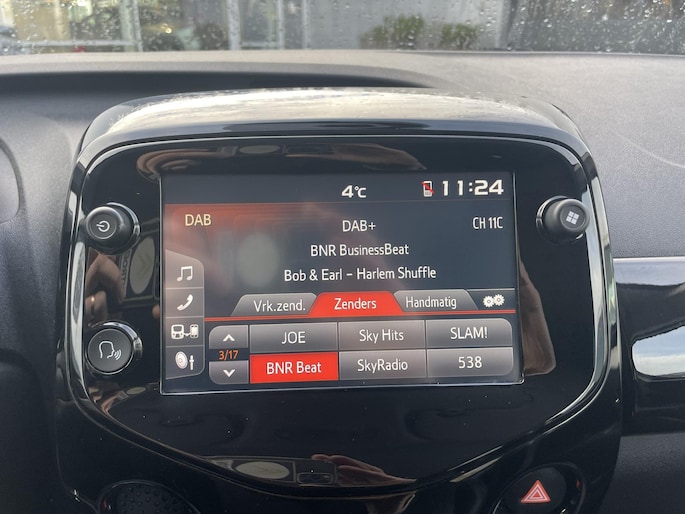 4°C 11:24
DAB DAB+ CH 11C
BNR BusinessBeat
Bob & Earl - Harlem Shuffle
Vrk.zend. Zenders Handmatig
JOE Sky Hits SLAM!
3/17
BNR Beat SkyRadio 538